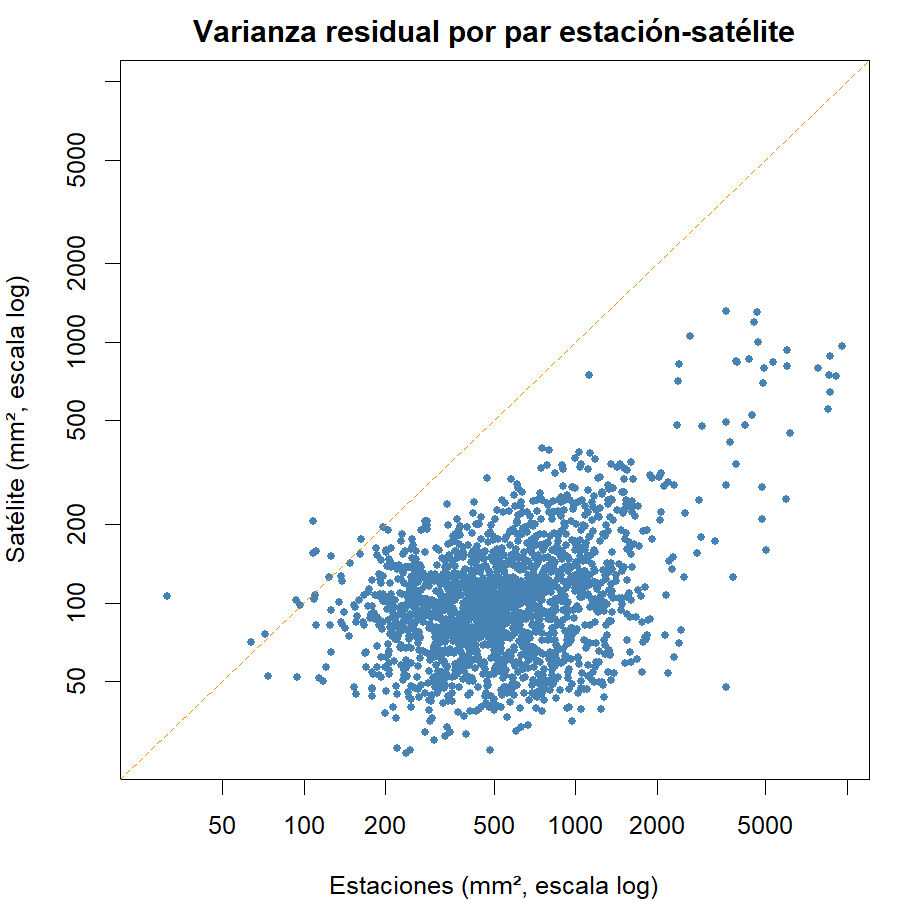 Varianza residual por par estación-satélite
Satélite (mm², escala log)
5000
2000
1000
500
200
100
50
50 100 200 500 1000 2000 5000
Estaciones (mm², escala log)